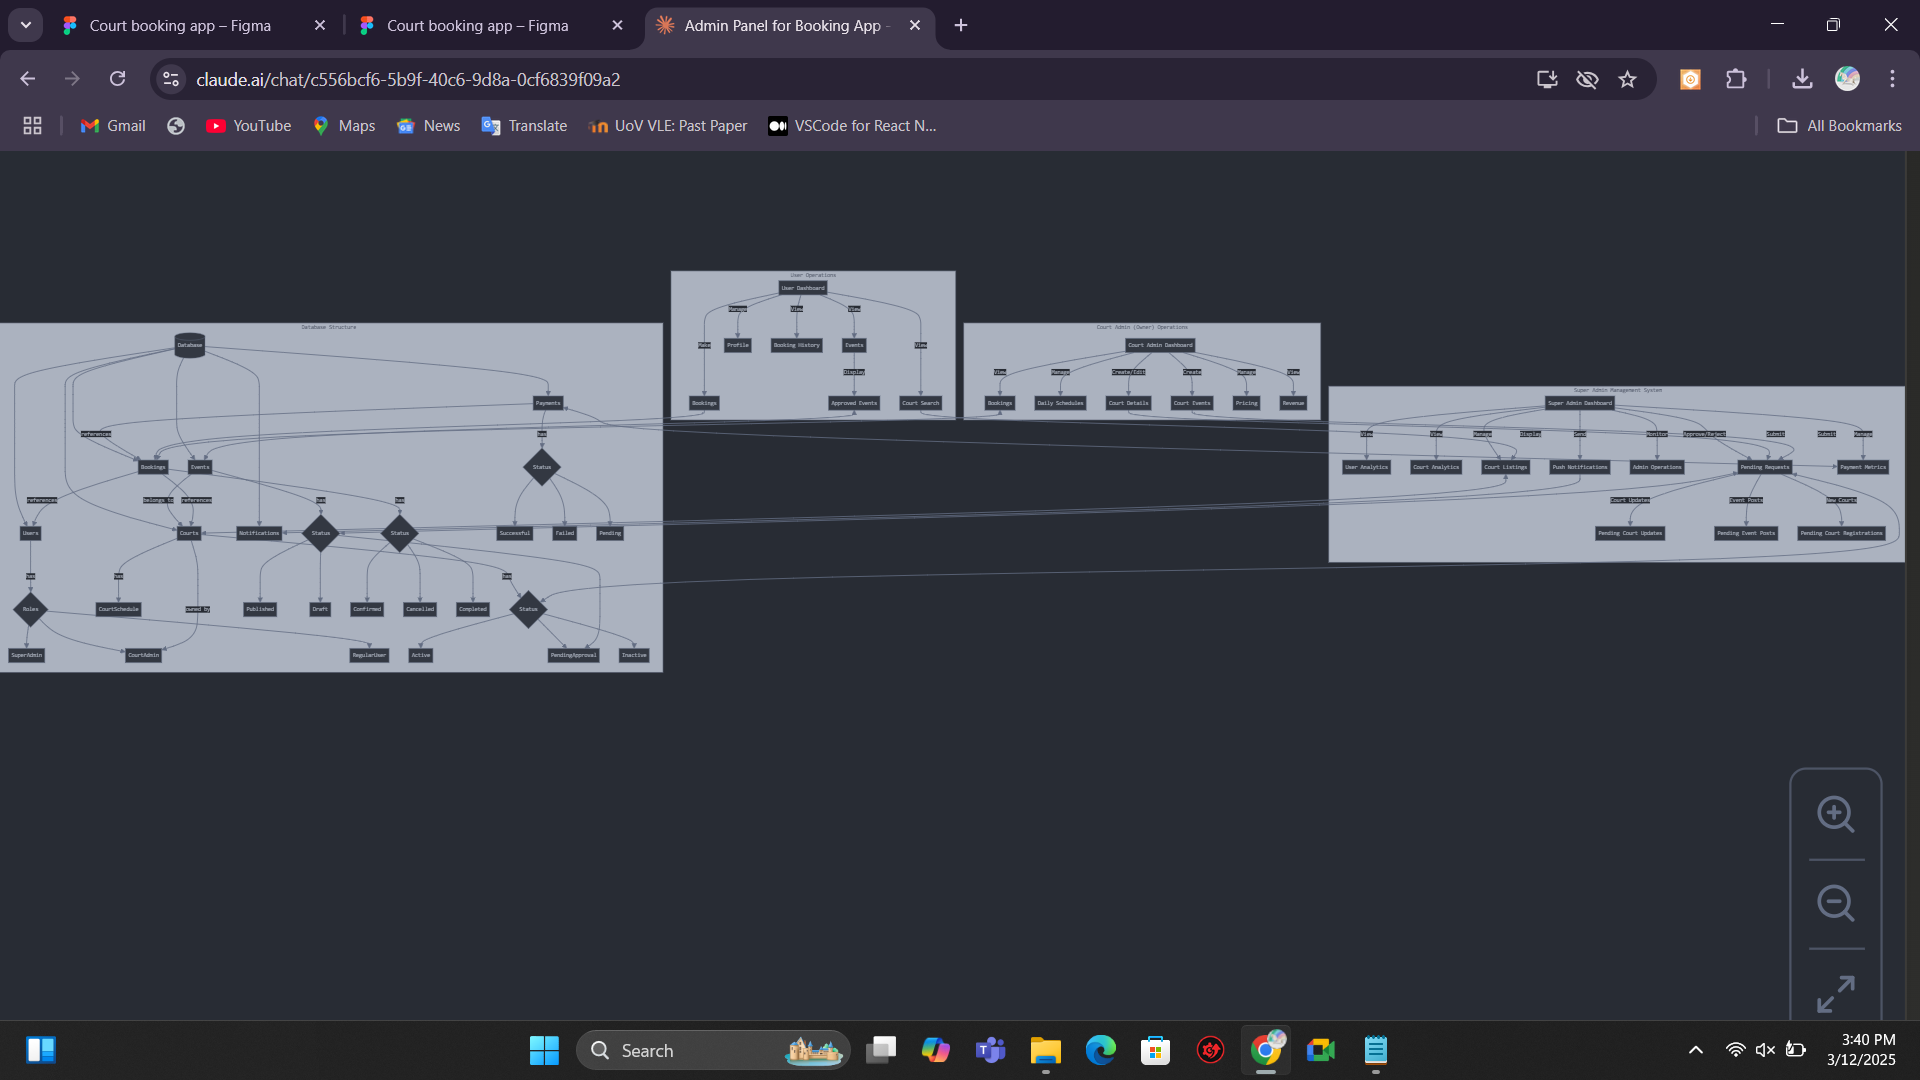 Court booking app – Figma
Court booking app – Figma
Admin Panel for Booking App -
claude.ai/chat/c556bcf6-5b9f-40c6-9d8a-0cf6839f09a2
Gmail
YouTube
Maps
News
Translate
UoV VLE: Past Paper
VSCode for React N...
All Bookmarks
User Operations
User Dashboard
Manage
View
View
Make
Profile
Booking History
Events
View
Display
Bookings
Approved Events
Court Search
Database Structure
Database
Payments
references
has
Bookings
Events
Status
references
belongs to
references
has
has
Users
Courts
Notifications
Status
Status
Successful
Failed
Pending
has
has
has
Roles
CourtSchedule
owned by
Published
Draft
Confirmed
Cancelled
Completed
Status
SuperAdmin
CourtAdmin
RegularUser
Active
PendingApproval
Inactive
Court Admin (Owner) Operations
Court Admin Dashboard
View
Manage
Create/Edit
Create
Manage
View
Bookings
Daily Schedules
Court Details
Court Events
Pricing
Revenue
Super Admin Management System
Super Admin Dashboard
View
View
Manage
Display
Send
Monitor
Approve/Reject
Submit
Submit
Manage
User Analytics
Court Analytics
Court Listings
Push Notifications
Admin Operations
Pending Requests
Payment Metrics
Court Updates
Event Posts
New Courts
Pending Court Updates
Pending Event Posts
Pending Court Registrations
Search
3:40 PM
3/12/2025